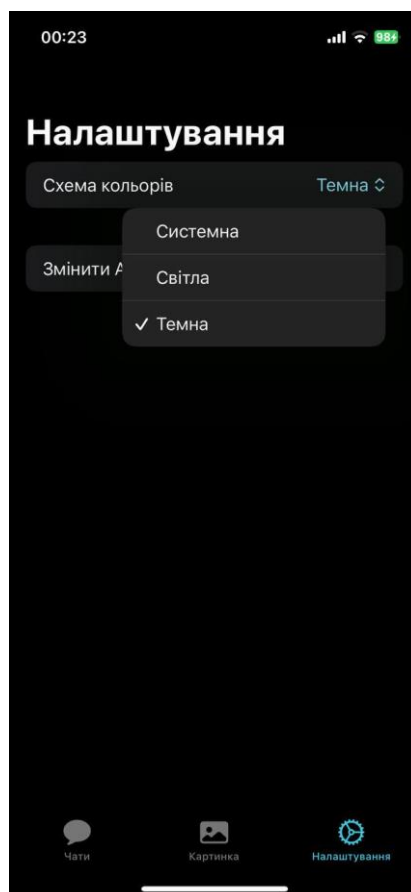 00:23
98
Налаштування
Схема кольорів Темна
Системна
Змінити A
Світла
Темна
Чати Картинка Налаштування